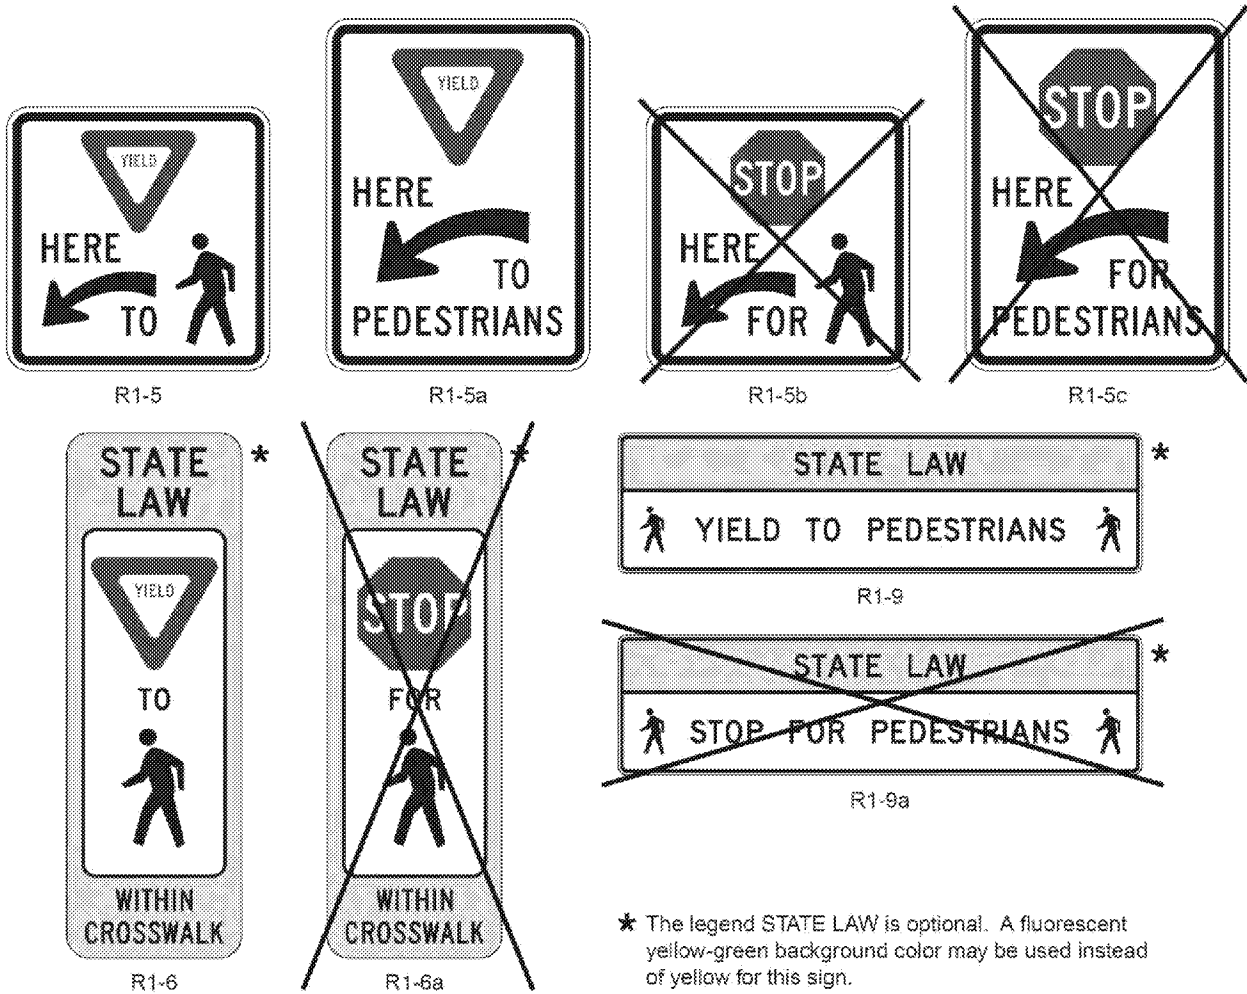 YIELD
HERE
TO
R1-5
YIELD
HERE
TO
PEDESTRIANS
R1-5a
STOP
HERE
FOR
R1-5b
STOP
HERE
FOR
PEDESTRIANS
R1-5c
STATE
LAW
*
YIELD
TO
WITHIN
CROSSWALK
R1-6
STATE
LAW
*
STOP
FOR
WITHIN
CROSSWALK
R1-6a
STATE LAW
*
YIELD TO PEDESTRIANS
R1-9
STATE LAW
*
STOP FOR PEDESTRIANS
R1-9a
* The legend STATE LAW is optional. A fluorescent
yellow-green background color may be used instead
of yellow for this sign.